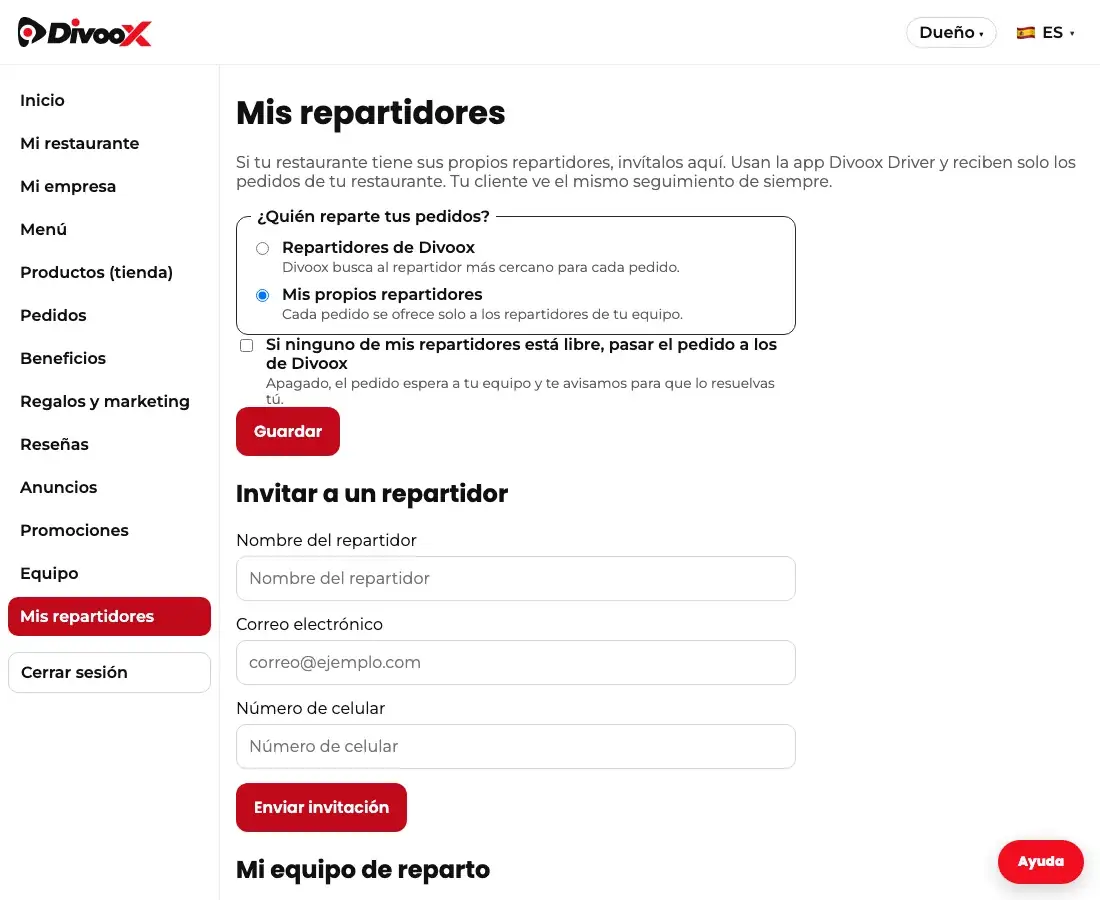 DivooX
Dueño ▾
ES ▾
Inicio
Mi restaurante
Mi empresa
Menú
Productos (tienda)
Pedidos
Beneficios
Regalos y marketing
Reseñas
Anuncios
Promociones
Equipo
Mis repartidores
Cerrar sesión
Mis repartidores
Si tu restaurante tiene sus propios repartidores, invítalos aquí. Usan la app Divoox Driver y reciben solo los
pedidos de tu restaurante. Tu cliente ve el mismo seguimiento de siempre.
¿Quién reparte tus pedidos?
Repartidores de Divoox
Divoox busca al repartidor más cercano para cada pedido.
Mis propios repartidores
Cada pedido se ofrece solo a los repartidores de tu equipo.
Si ninguno de mis repartidores está libre, pasar el pedido a los
de Divoox
Apagado, el pedido espera a tu equipo y te avisamos para que lo resuelvas
tú.
Guardar
Invitar a un repartidor
Nombre del repartidor
Nombre del repartidor
Correo electrónico
correo@ejemplo.com
Número de celular
Número de celular
Enviar invitación
Mi equipo de reparto
Ayuda